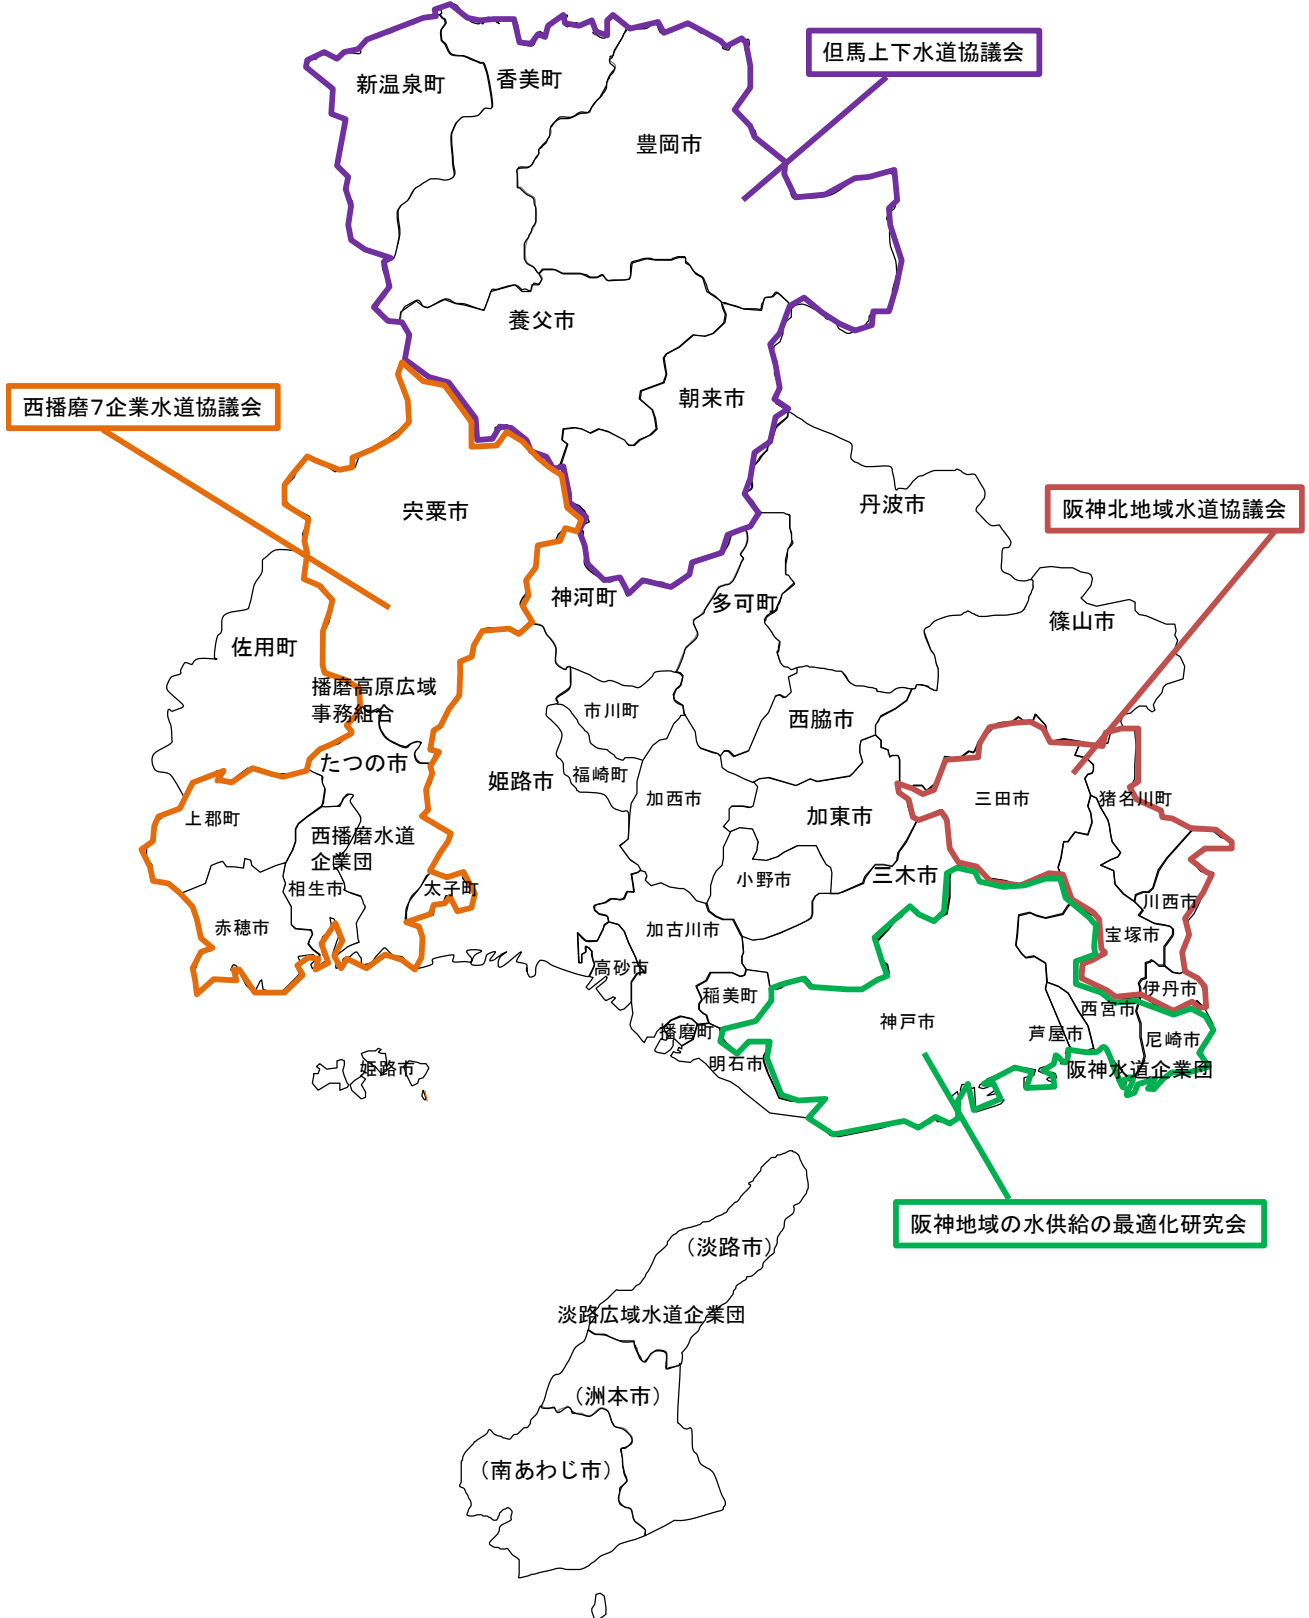 但馬上下水道協議会
新温泉町
香美町
豊岡市
養父市
朝来市
西播磨7企業水道協議会
宍粟市
丹波市
阪神北地域水道協議会
神河町
多可町
篠山市
佐用町
播磨高原広域
事務組合
市川町
西脇市
たつの市
姫路市
福崎町
加西市
加東市
三田市
猪名川町
上郡町
西播磨水道
企業団
相生市
太子町
小野市
三木市
川西市
赤穂市
加古川市
宝塚市
高砂市
稲美町
伊丹市
神戸市
西宮市
播磨町
芦屋市
尼崎市
明石市
姫路市
阪神水道企業団
阪神地域の水供給の最適化研究会
（淡路市）
淡路広域水道企業団
（洲本市）
（南あわじ市）